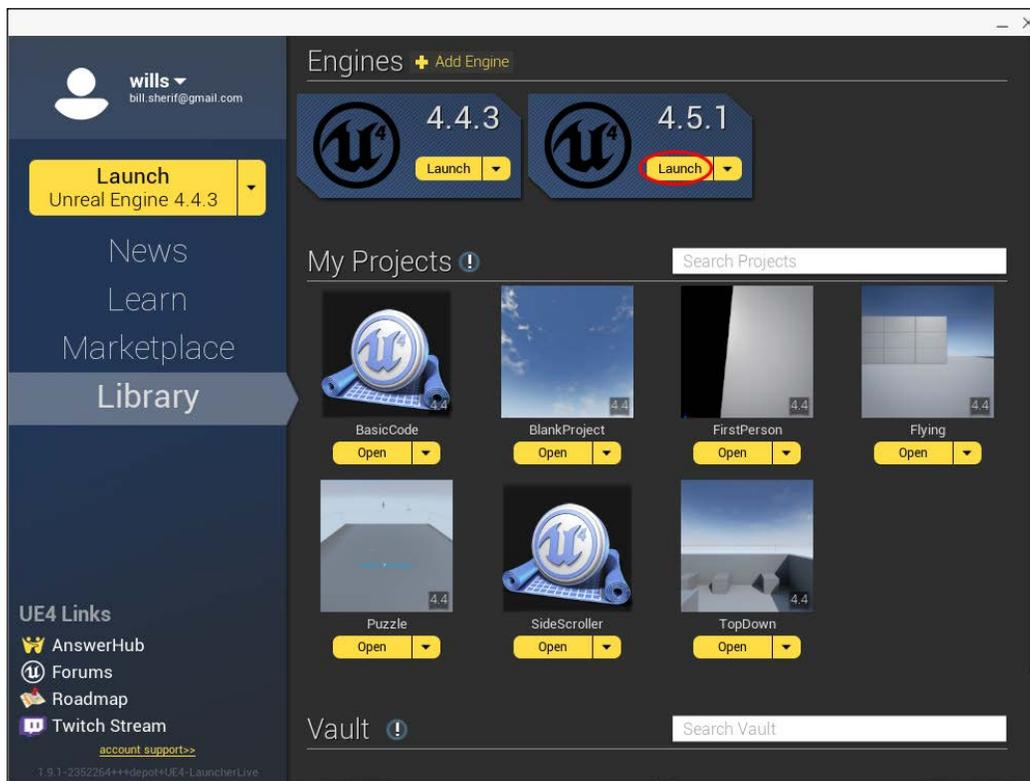 wills
bill.sherif@gmail.com
Launch
Unreal Engine 4.4.3
News
Learn
Marketplace
Library
UE4 Links
AnswerHub
Forums
Roadmap
Twitch Stream
account support>>
1.9.1-2352264+++depot+UE4-LauncherLive
Engines + Add Engine
4.4.3
Launch
4.5.1
Launch
My Projects !
Search Projects
4.4
BasicCode
Open
4.4
BlankProject
Open
4.4
FirstPerson
Open
4.4
Flying
Open
4.4
Puzzle
Open
SideScroller
Open
4.4
TopDown
Open
Vault !
Search Vault